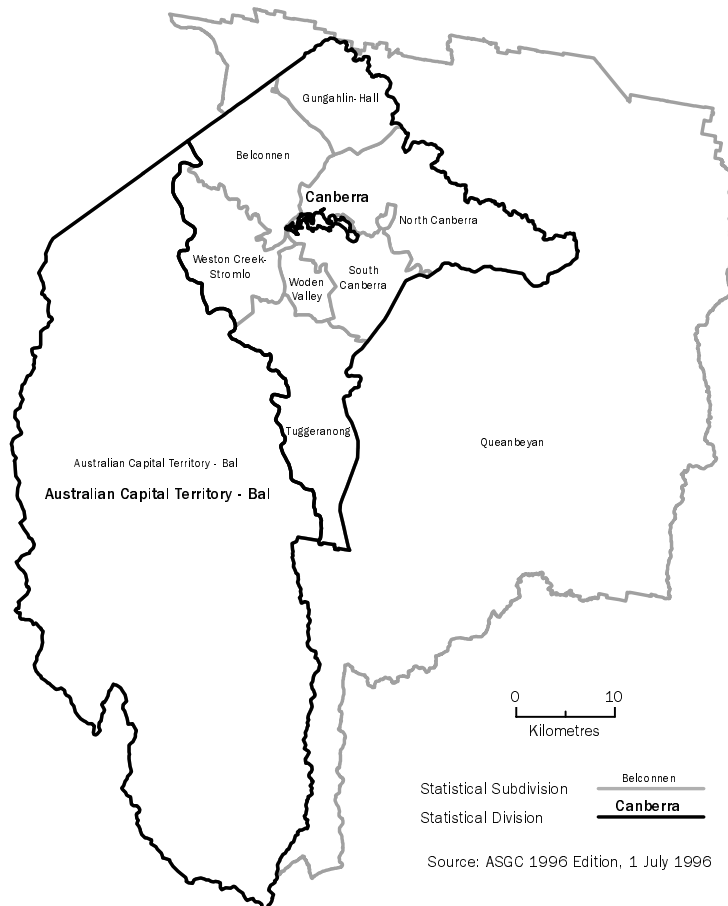 Gungahlin-Hall
Belconnen
Canberra
North Canberra
Weston Creek-
Stromlo
South
Canberra
Woden
Valley
Tuggeranong
Queanbeyan
Australian Capital Territory - Bal
Australian Capital Territory - Bal
0 10
Kilometres
Belconnen
Statistical Subdivision
Canberra
Statistical Division
Source: ASGC 1996 Edition, 1 July 1996